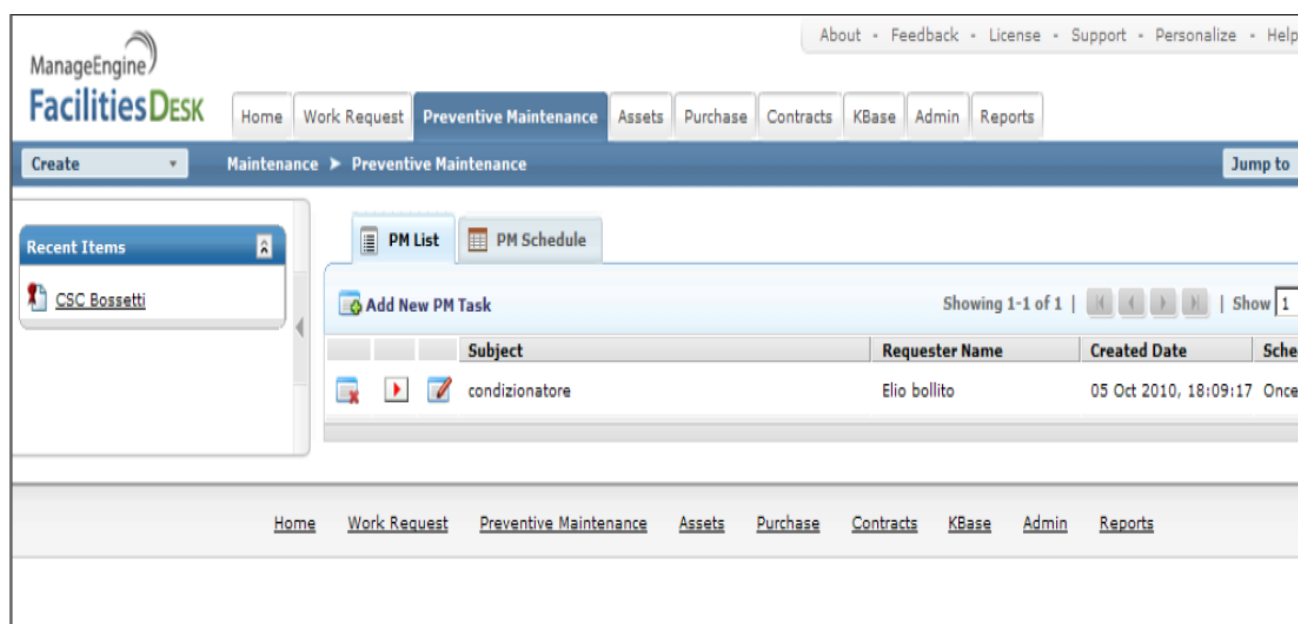 About - Feedback - License - Support - Personalize - Help
ManageEngine
FacilitiesDesk
Home Work Request Preventive Maintenance Assets Purchase Contracts KBase Admin Reports
Create Maintenance ➤ Preventive Maintenance Jump to
Recent Items
CSC Bossetti
PM List PM Schedule
Add New PM Task Showing 1-1 of 1 | | Show 1
Subject Requester Name Created Date Sche
condizionatore Elio bollito 05 Oct 2010, 18:09:17 Once
Home Work Request Preventive Maintenance Assets Purchase Contracts KBase Admin Reports